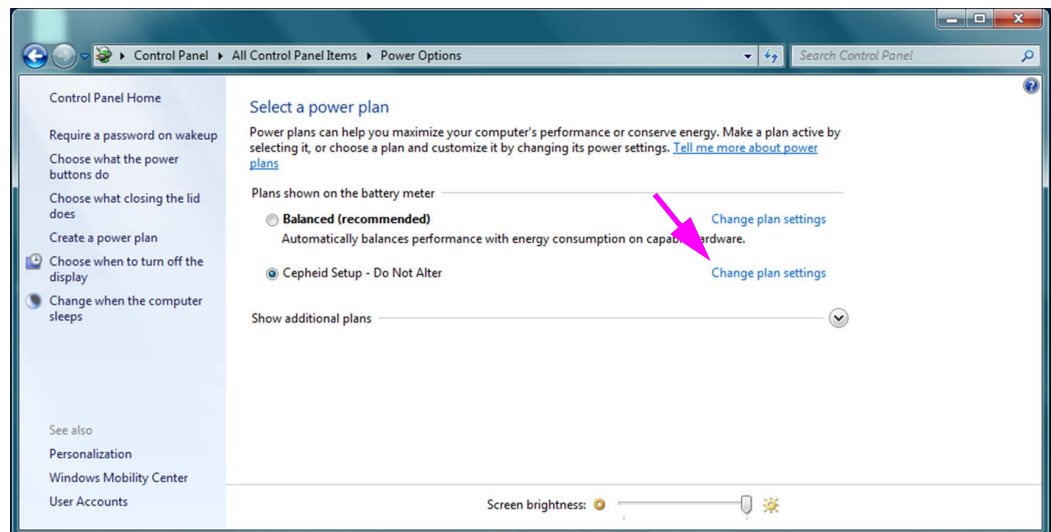 Control Panel ▸ All Control Panel Items ▸ Power Options
Search Control Panel
Control Panel Home
Require a password on wakeup
Choose what the power
buttons do
Choose what closing the lid
does
Create a power plan
Choose when to turn off the
display
Change when the computer
sleeps
See also
Personalization
Windows Mobility Center
User Accounts
Select a power plan
Power plans can help you maximize your computer's performance or conserve energy. Make a plan active by
selecting it, or choose a plan and customize it by changing its power settings. Tell me more about power
plans
Plans shown on the battery meter
Balanced (recommended) Change plan settings
Automatically balances performance with energy consumption on capable hardware.
Cepheid Setup - Do Not Alter Change plan settings
Show additional plans
Screen brightness: